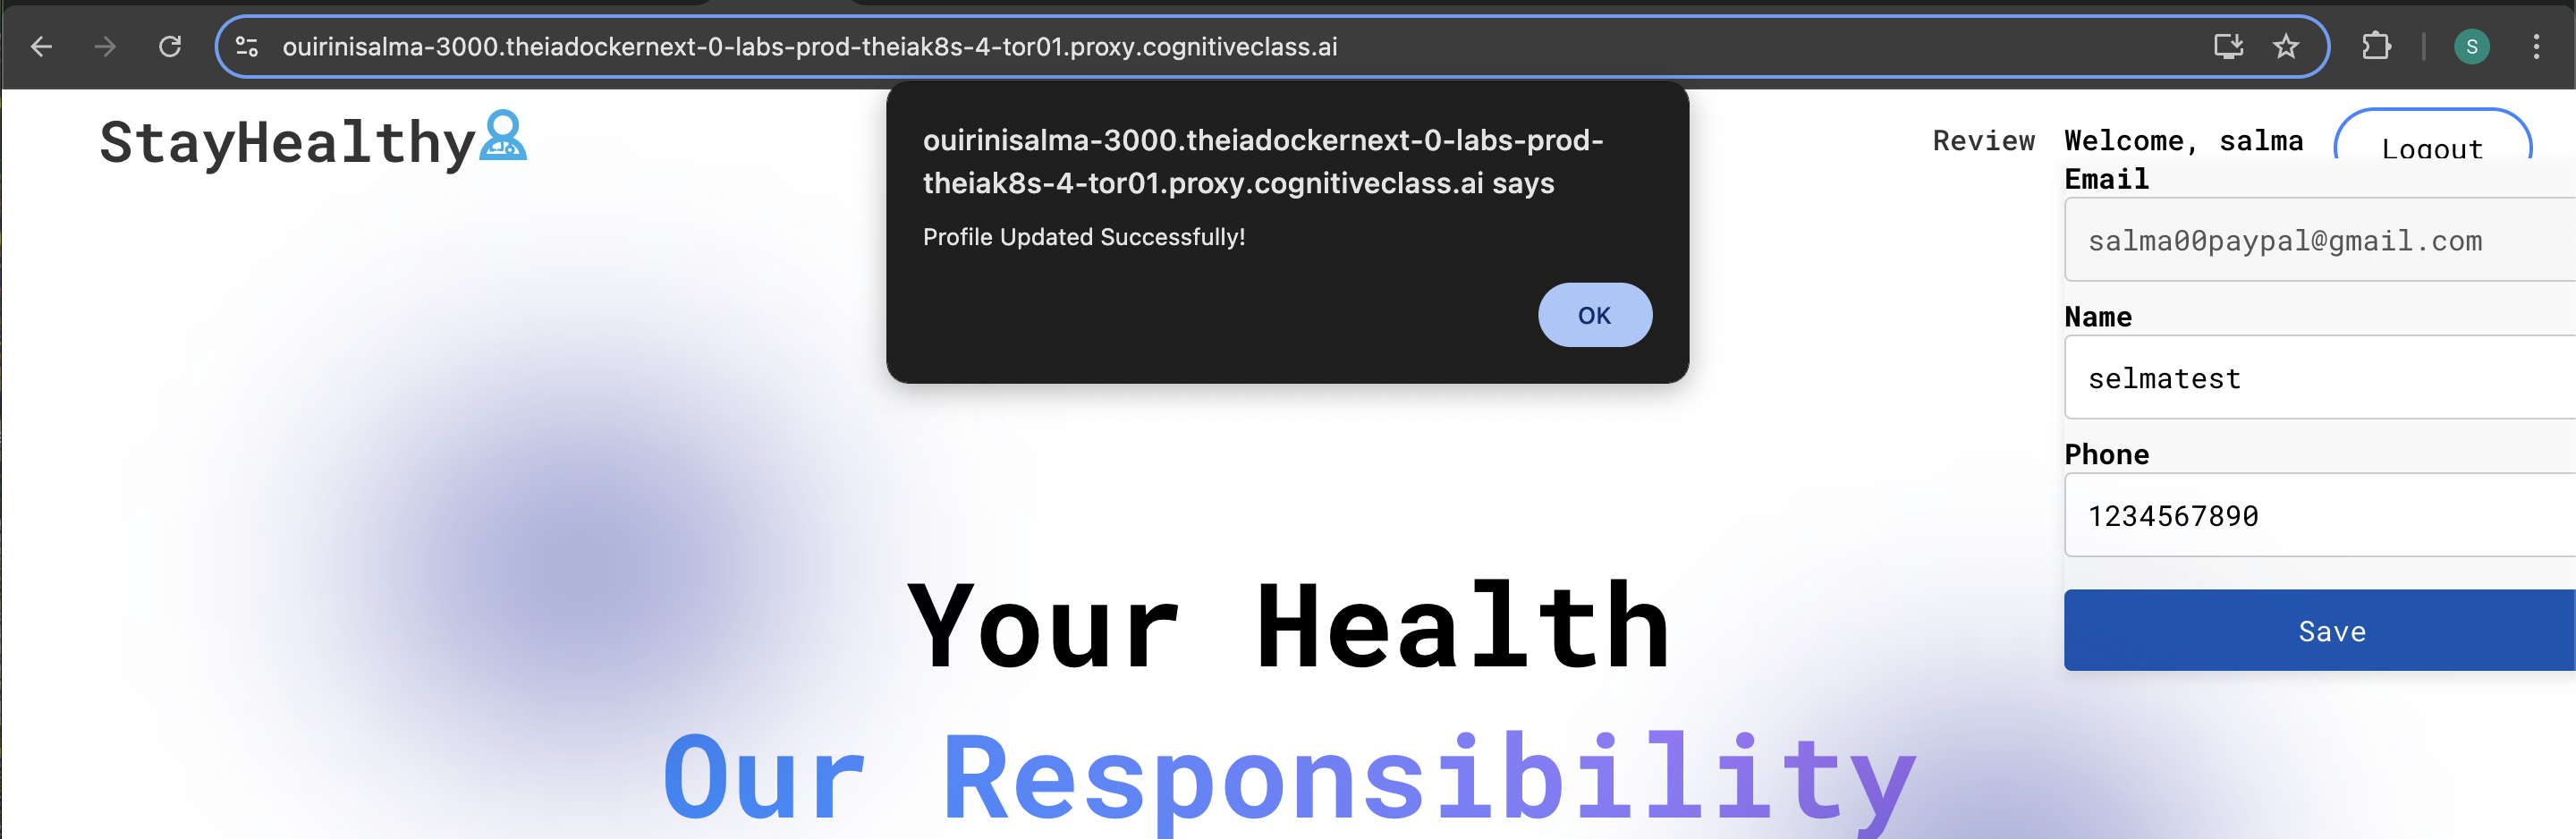 ouirinisalma-3000.theiadockernext-0-labs-prod-theiak8s-4-tor01.proxy.cognitiveclass.ai
S
StayHealthy
ouirinisalma-3000.theiadockernext-0-labs-prod-
theiak8s-4-tor01.proxy.cognitiveclass.ai says
Profile Updated Successfully!
OK
Review Welcome, salma Logout
Email
salma00paypal@gmail.com
Name
selmatest
Phone
1234567890
Save
Your Health
Our Responsibility